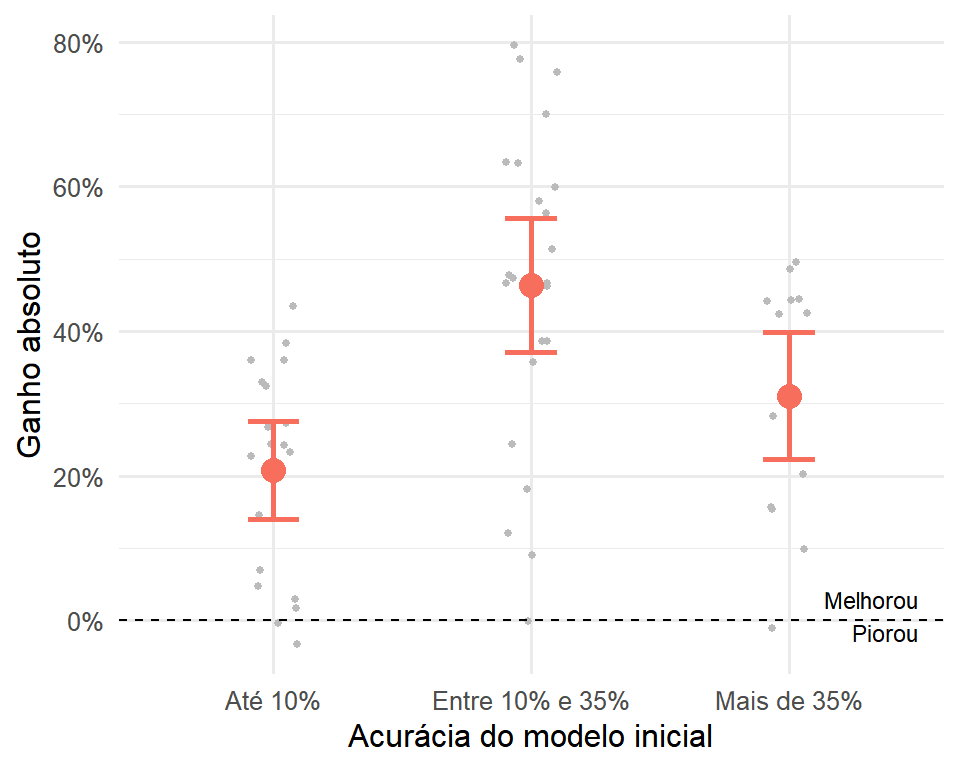 80%
60%
40%
20%
0%
Ganho absoluto
Melhorou
Piorou
Até 10%
Entre 10% e 35%
Mais de 35%
Acurácia do modelo inicial